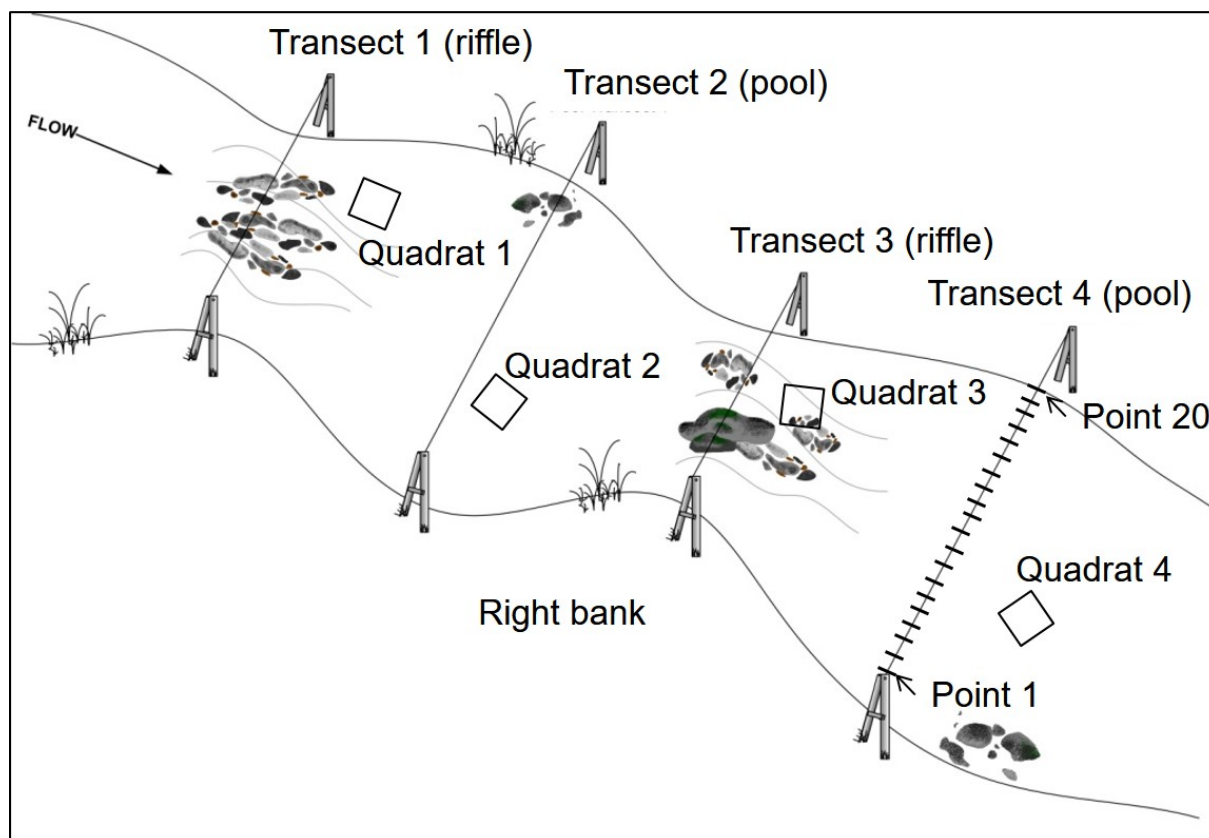 Transect 1 (riffle)
Transect 2 (pool)
FLOW
Quadrat 1
Transect 3 (riffle)
Transect 4 (pool)
Quadrat 2
Quadrat 3
Point 20
Quadrat 4
Right bank
Point 1